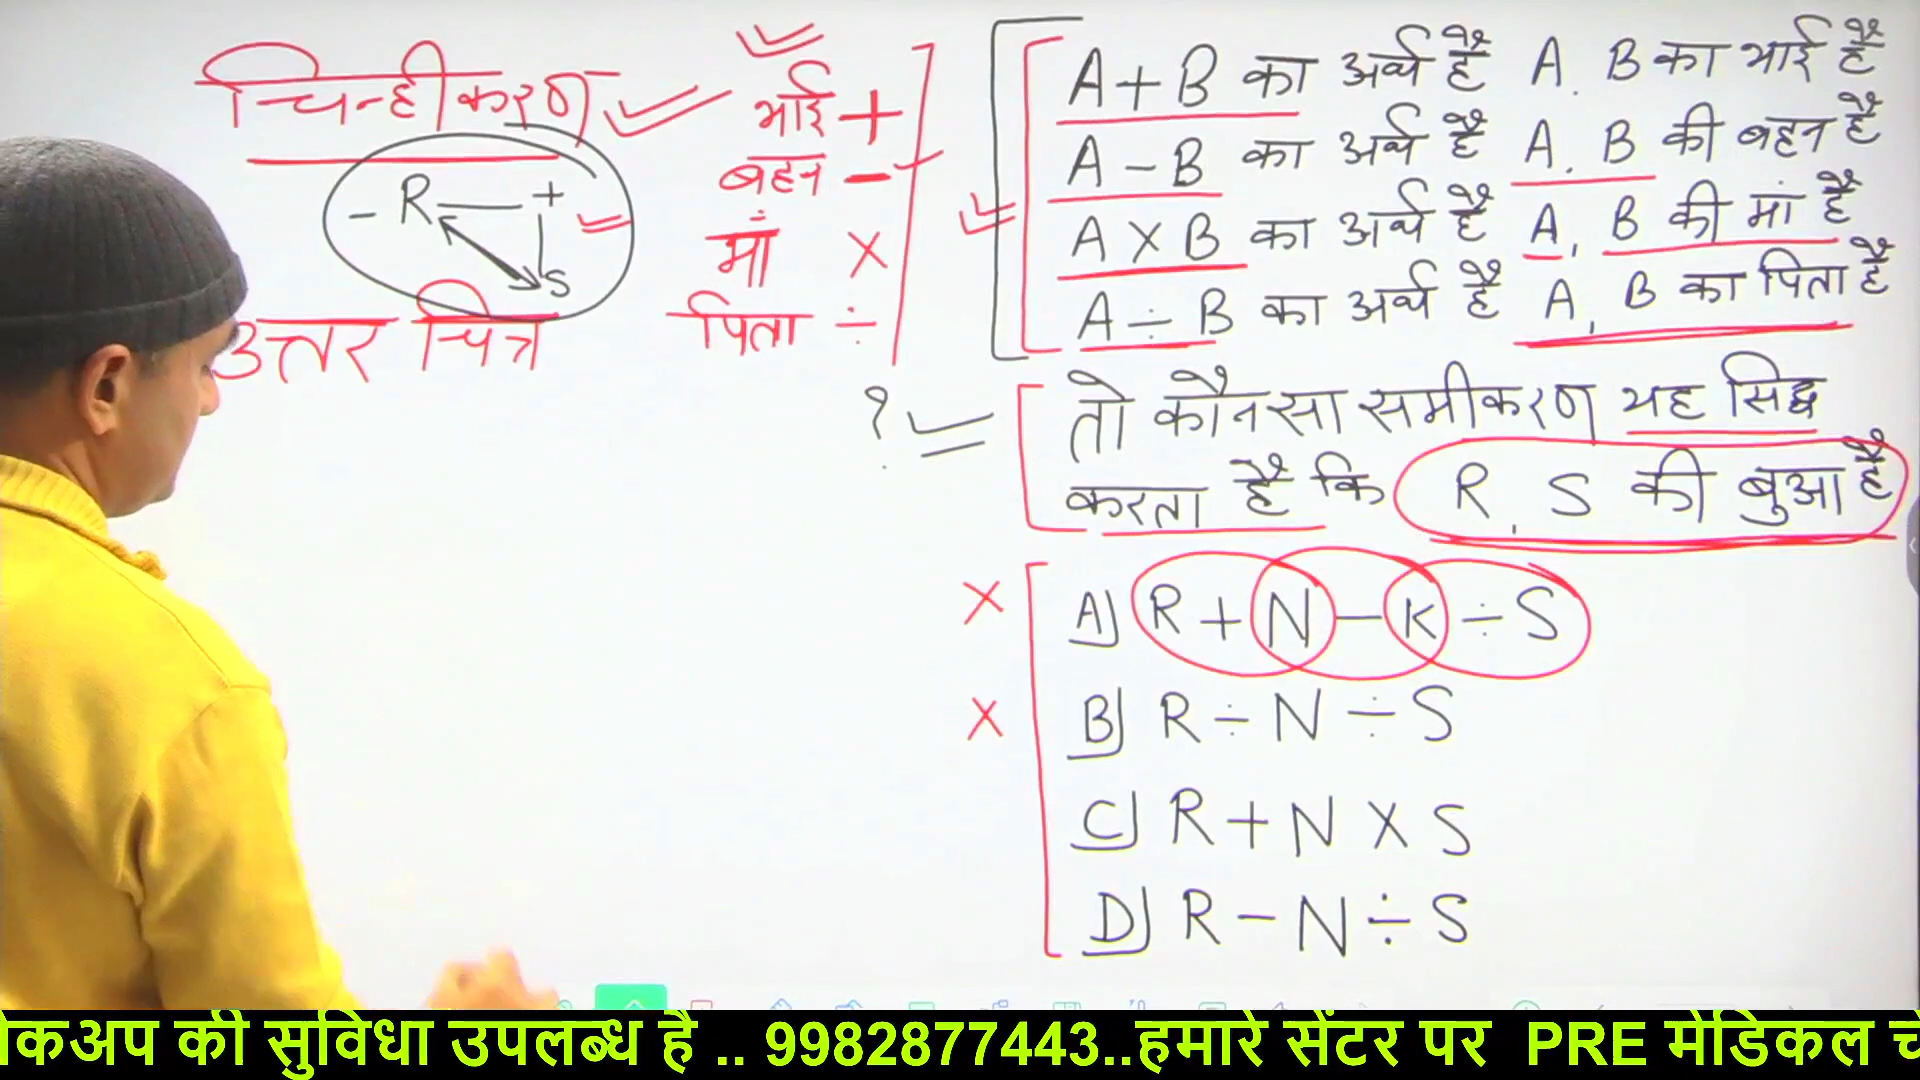 चिन्हीकरण
- R — +
S
उत्तर चित्र
भाई +
बहन -
मां ×
पिता ÷
A + B का अर्थ है A, B का भाई है
A - B का अर्थ है A, B की बहन है
A × B का अर्थ है A, B की मां है
A ÷ B का अर्थ है A, B का पिता है
? तो कौनसा समीकरण यह सिद्ध
करता है कि R, S की बुआ है
× A) R + N - K ÷ S
× B) R ÷ N ÷ S
C) R + N × S
D) R - N ÷ S
कअप की सुविधा उपलब्ध है .. 9982877443..हमारे सेंटर पर PRE मेडिकल